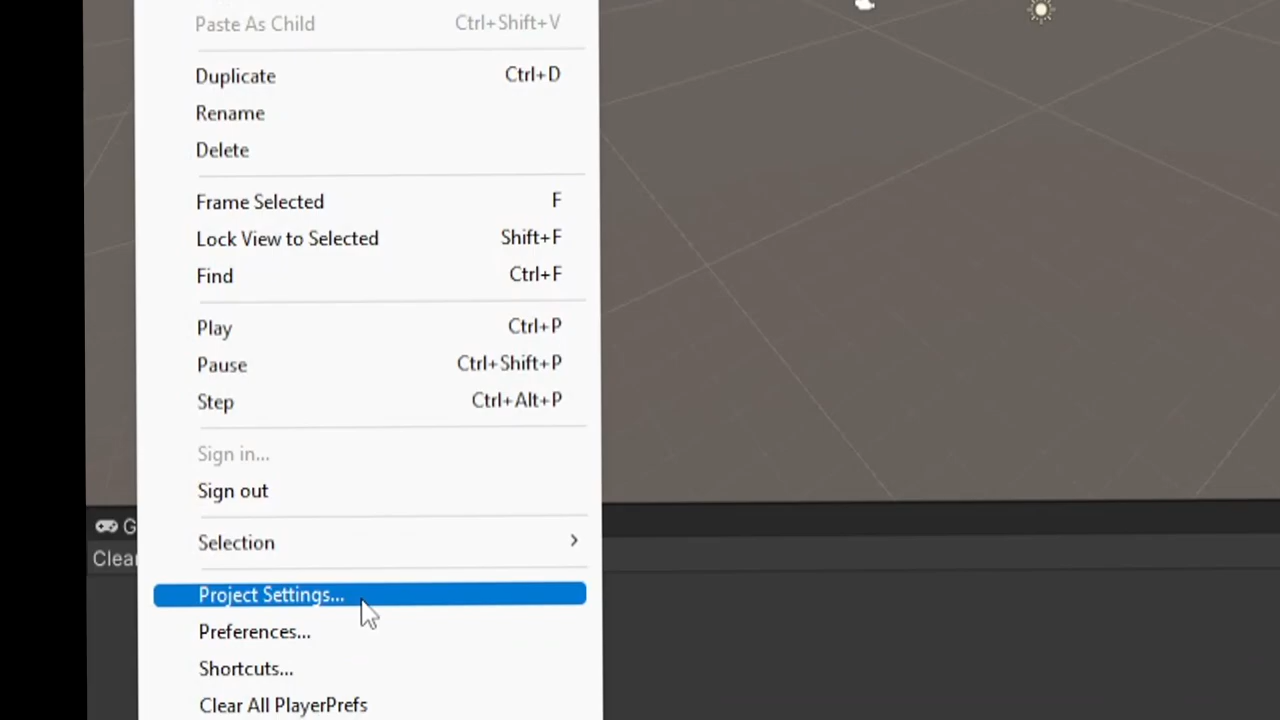 Paste As Child Ctrl+Shift+V
Duplicate Ctrl+D
Rename
Delete
Frame Selected F
Lock View to Selected Shift+F
Find Ctrl+F
Play Ctrl+P
Pause Ctrl+Shift+P
Step Ctrl+Alt+P
Sign in...
Sign out
Selection
G
Clear
Project Settings...
Preferences...
Shortcuts...
Clear All PlayerPrefs